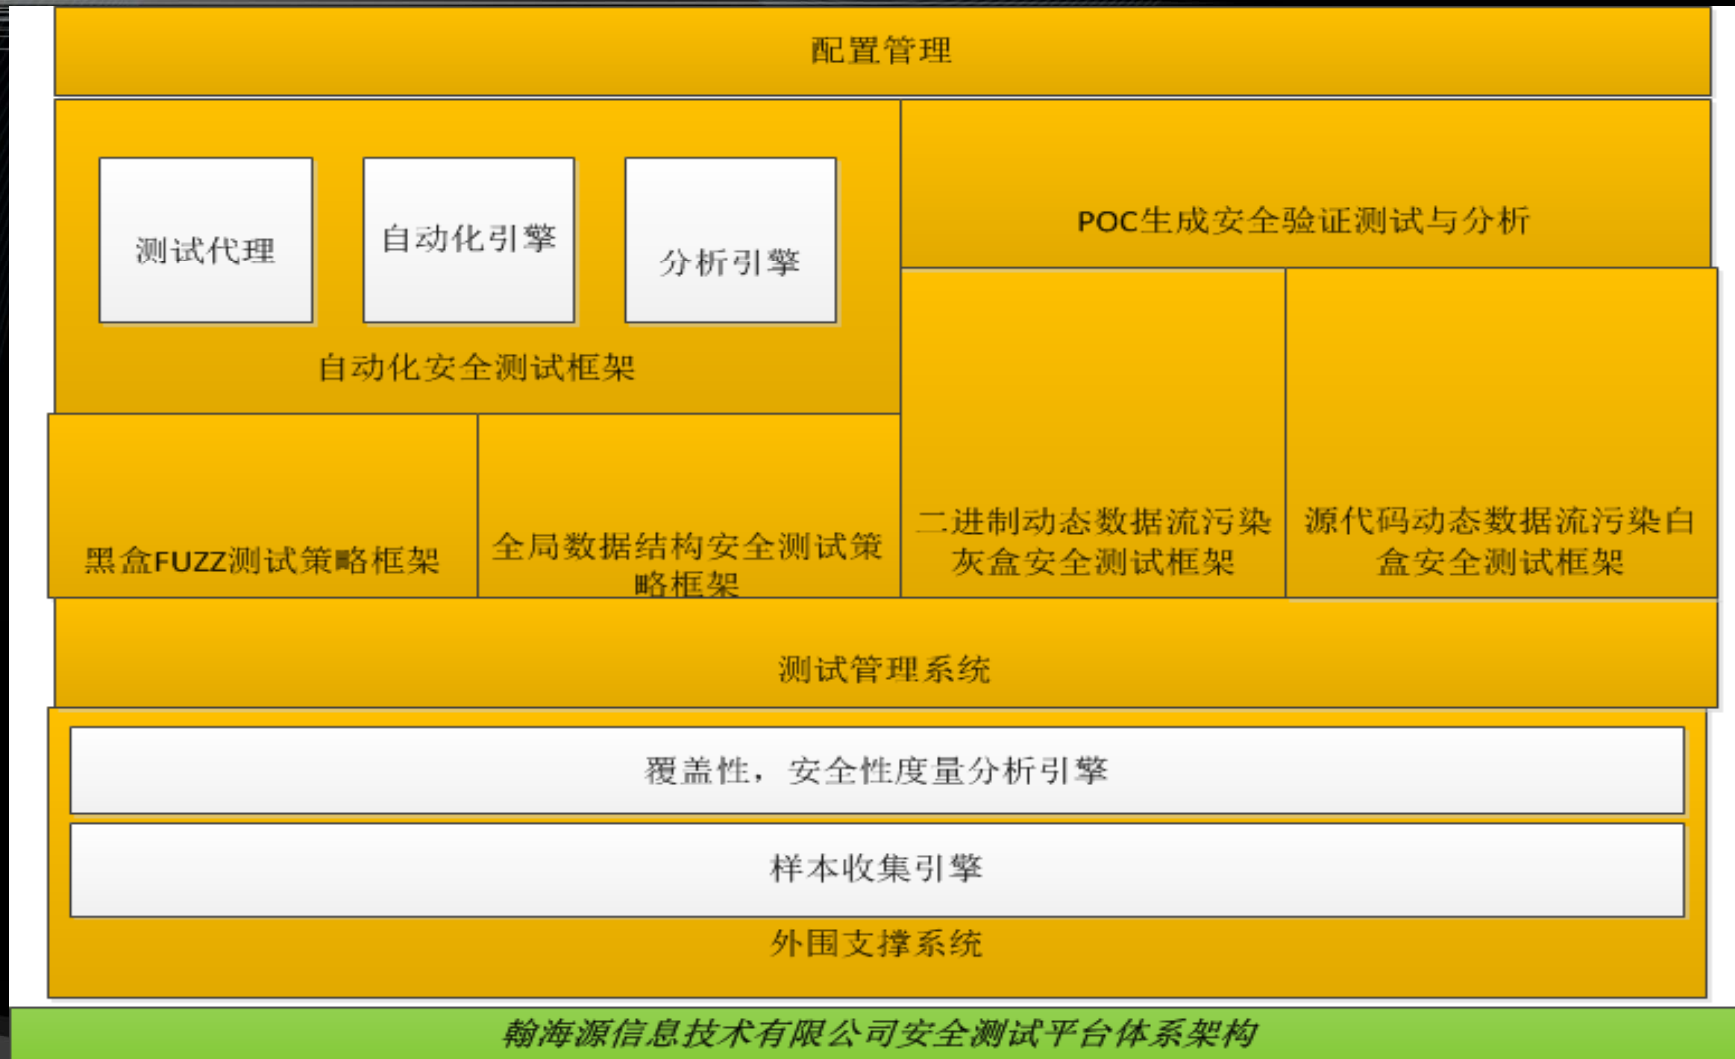 配置管理
测试代理
自动化引擎
分析引擎
自动化安全测试框架
POC生成安全验证测试与分析
黑盒FUZZ测试策略框架
全局数据结构安全测试策
略框架
二进制动态数据流污染
灰盒安全测试框架
源代码动态数据流污染白
盒安全测试框架
测试管理系统
覆盖性，安全性度量分析引擎
样本收集引擎
外围支撑系统
翰海源信息技术有限公司安全测试平台体系架构